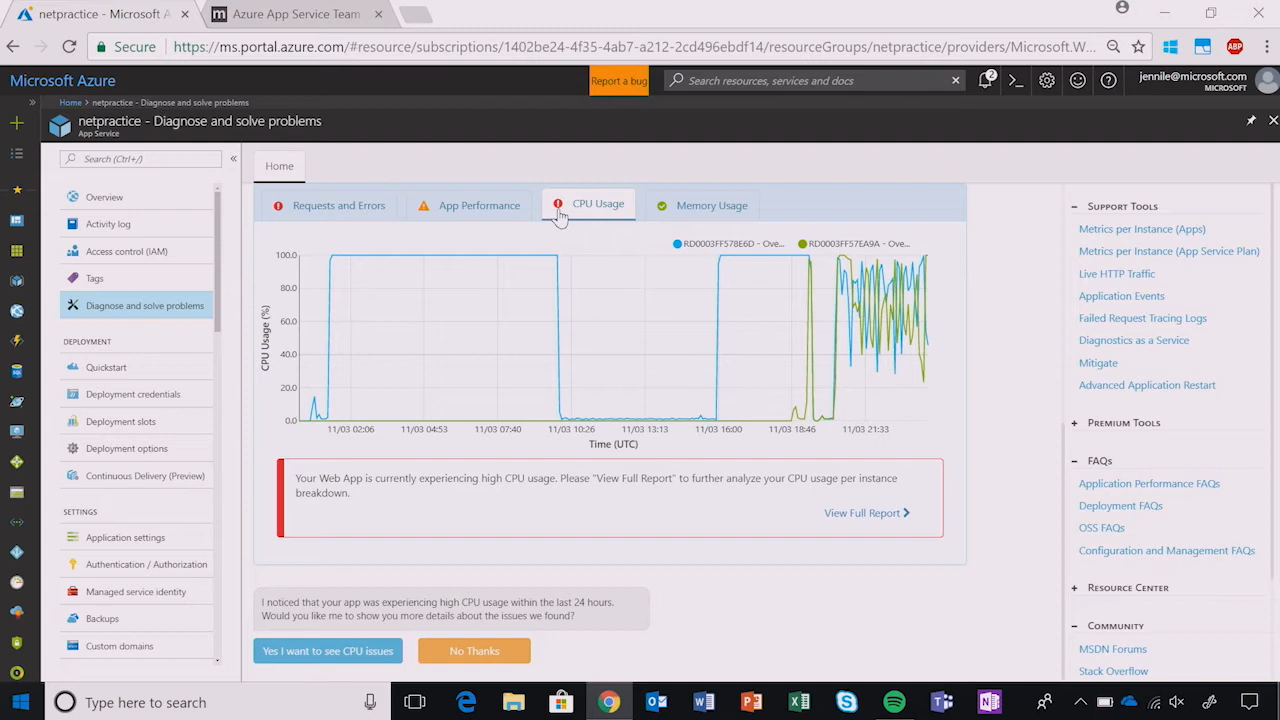 netpractice - Microsoft A
Azure App Service Team
Secure
https://ms.portal.azure.com/#resource/subscriptions/1402be24-4f35-4ab7-a212-2cd496ebdf14/resourceGroups/netpractice/providers/Microsoft.W...
ABP
Microsoft Azure
Report a bug
Search resources, services and docs
2
jennile@microsoft.com
MICROSOFT
Home > netpractice - Diagnose and solve problems
netpractice - Diagnose and solve problems
App Service
Search (Ctrl+/)
Overview
Activity log
Access control (IAM)
Tags
Diagnose and solve problems
DEPLOYMENT
Quickstart
Deployment credentials
Deployment slots
Deployment options
Continuous Delivery (Preview)
SETTINGS
Application settings
Authentication / Authorization
Managed service identity
Backups
Custom domains
Home
Requests and Errors
App Performance
CPU Usage
Memory Usage
RD0003FF578E6D - Ove...
RD0003FF57EA9A - Ove...
CPU Usage (%)
100.0
80.0
60.0
40.0
20.0
0.0
11/03 02:06
11/03 04:53
11/03 07:40
11/03 10:26
11/03 13:13
11/03 16:00
11/03 18:46
11/03 21:33
Time (UTC)
Your Web App is currently experiencing high CPU usage. Please "View Full Report" to further analyze your CPU usage per instance
breakdown.
View Full Report
I noticed that your app was experiencing high CPU usage within the last 24 hours.
Would you like me to show you more details about the issues we found?
Yes I want to see CPU issues
No Thanks
SUPPORT TOOLS
Metrics per Instance (Apps)
Metrics per Instance (App Service Plan)
Live HTTP Traffic
Application Events
Failed Request Tracing Logs
Diagnostics as a Service
Mitigate
Advanced Application Restart
PREMIUM TOOLS
FAQS
Application Performance FAQs
Deployment FAQs
OSS FAQs
Configuration and Management FAQs
RESOURCE CENTER
COMMUNITY
MSDN Forums
Stack Overflow
Type here to search